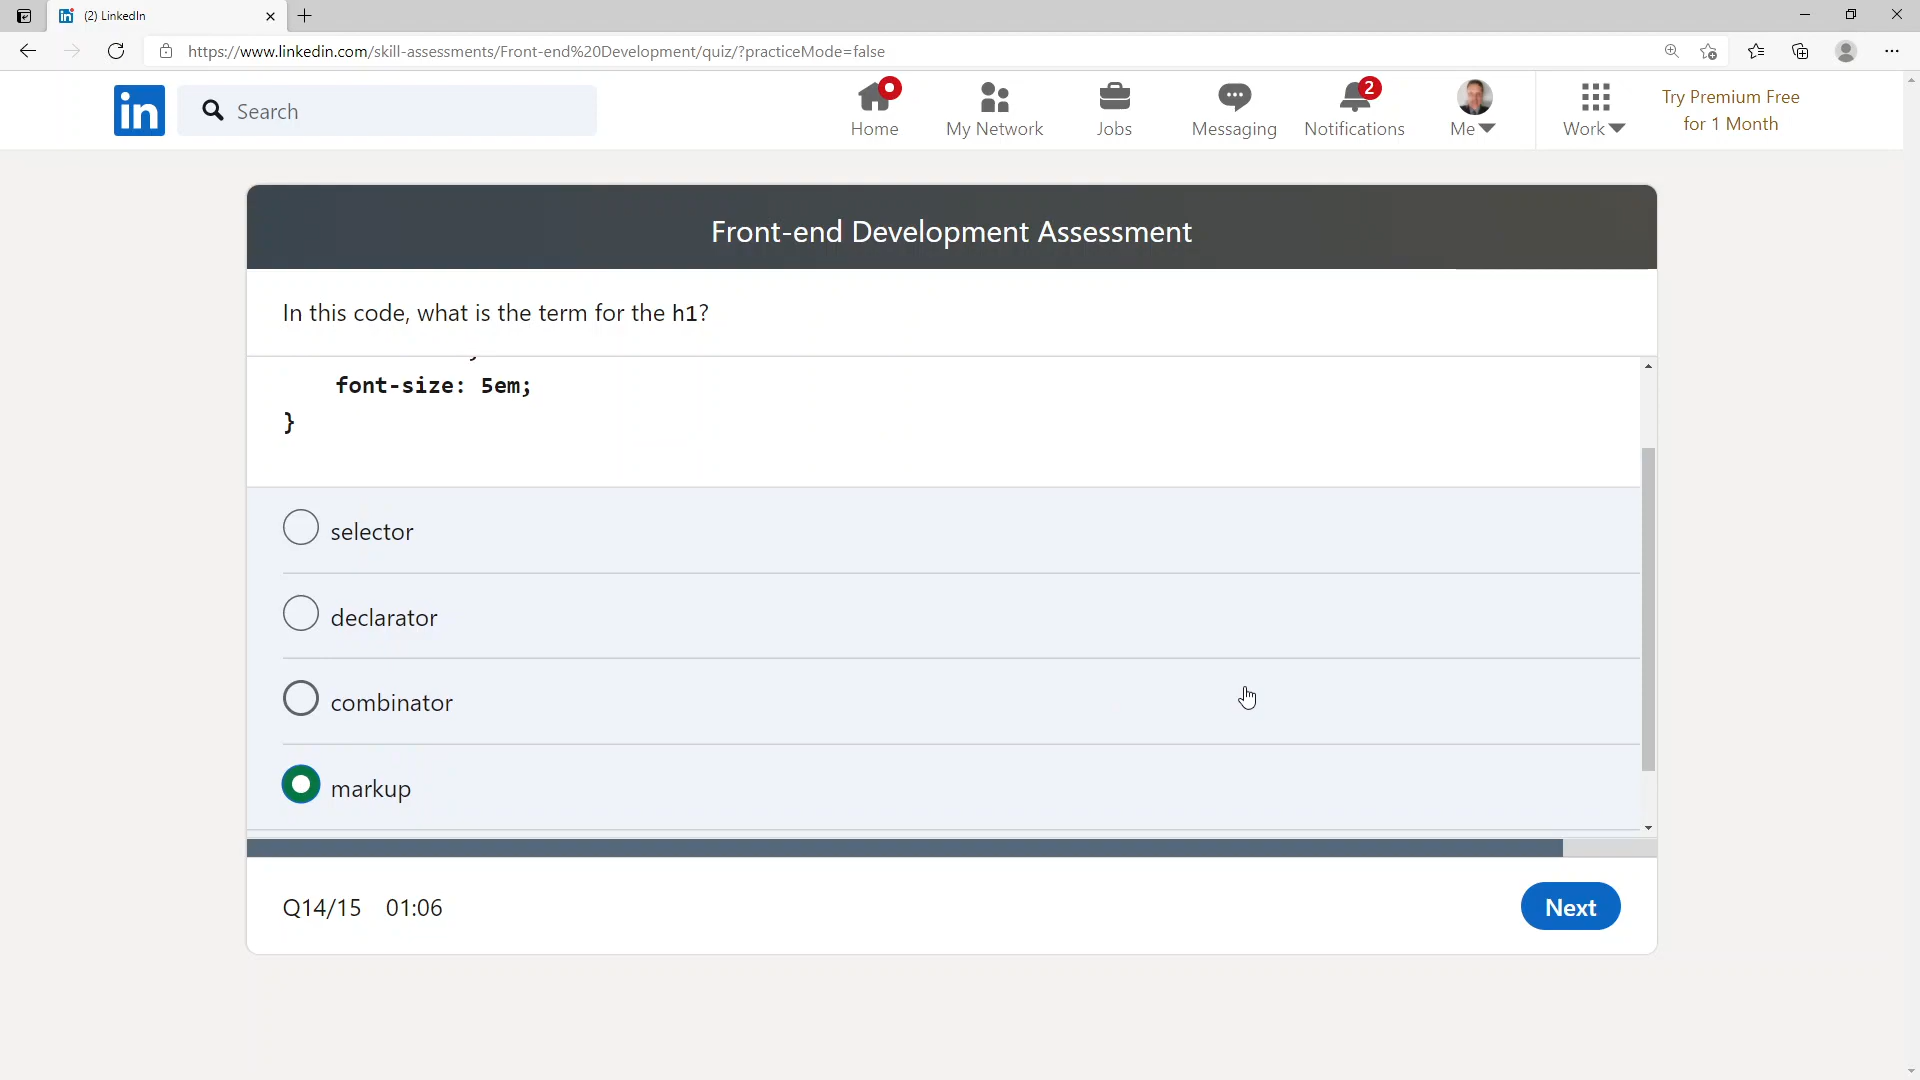 (2) LinkedIn
https://www.linkedin.com/skill-assessments/Front-end%20Development/quiz/?practiceMode=false
in
Search
Home
My Network
Jobs
Messaging
2
Notifications
Me
Work
Try Premium Free
for 1 Month
Front-end Development Assessment
In this code, what is the term for the h1?
font-size: 5em;
}
selector
declarator
combinator
markup
Q14/15 01:06
Next